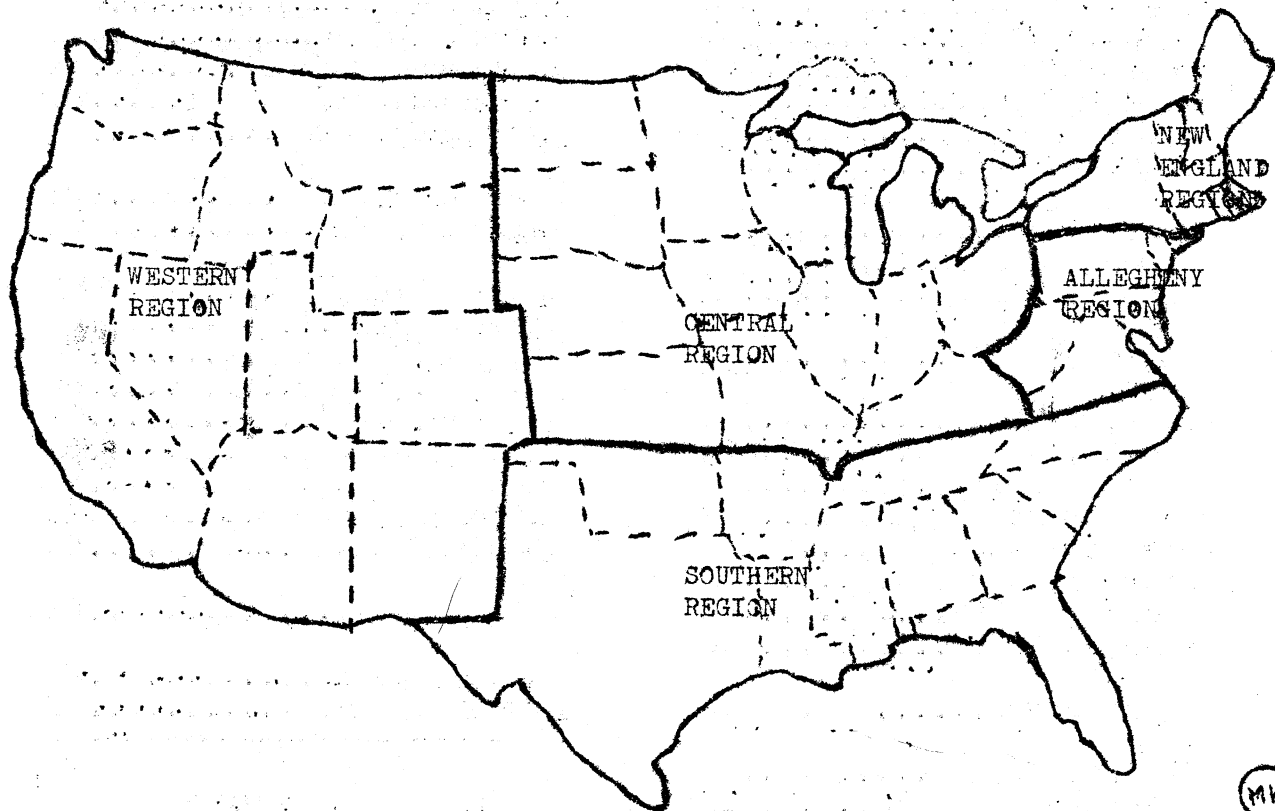 NEW
ENGLAND
REGION
WESTERN
REGION
ALLEGHENY
REGION
CENTRAL
REGION
SOUTHERN
REGION